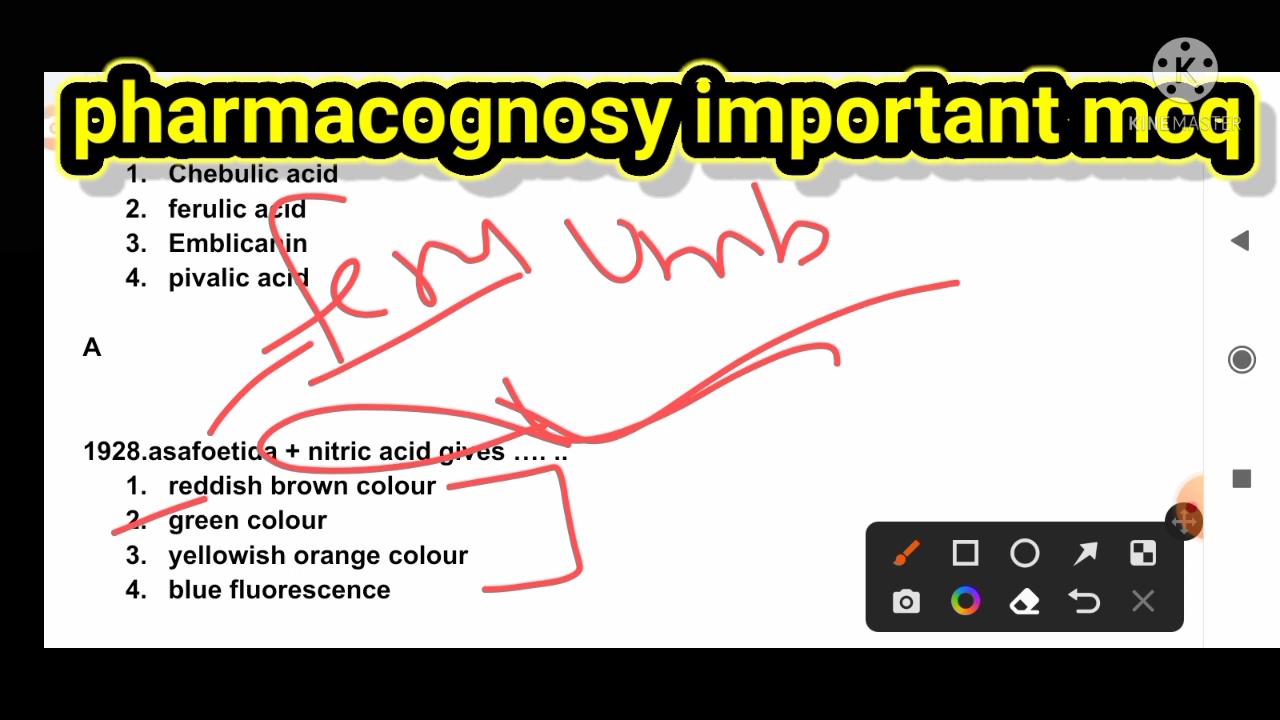 pharmacognosy important mcq
KINEMASTER
1. Chebulic acid
2. ferulic acid
3. Emblicanin
4. pivalic acid
Umb
A
1928.asafoetida + nitric acid gives .... ..
1. reddish brown colour
2. green colour
3. yellowish orange colour
4. blue fluorescence